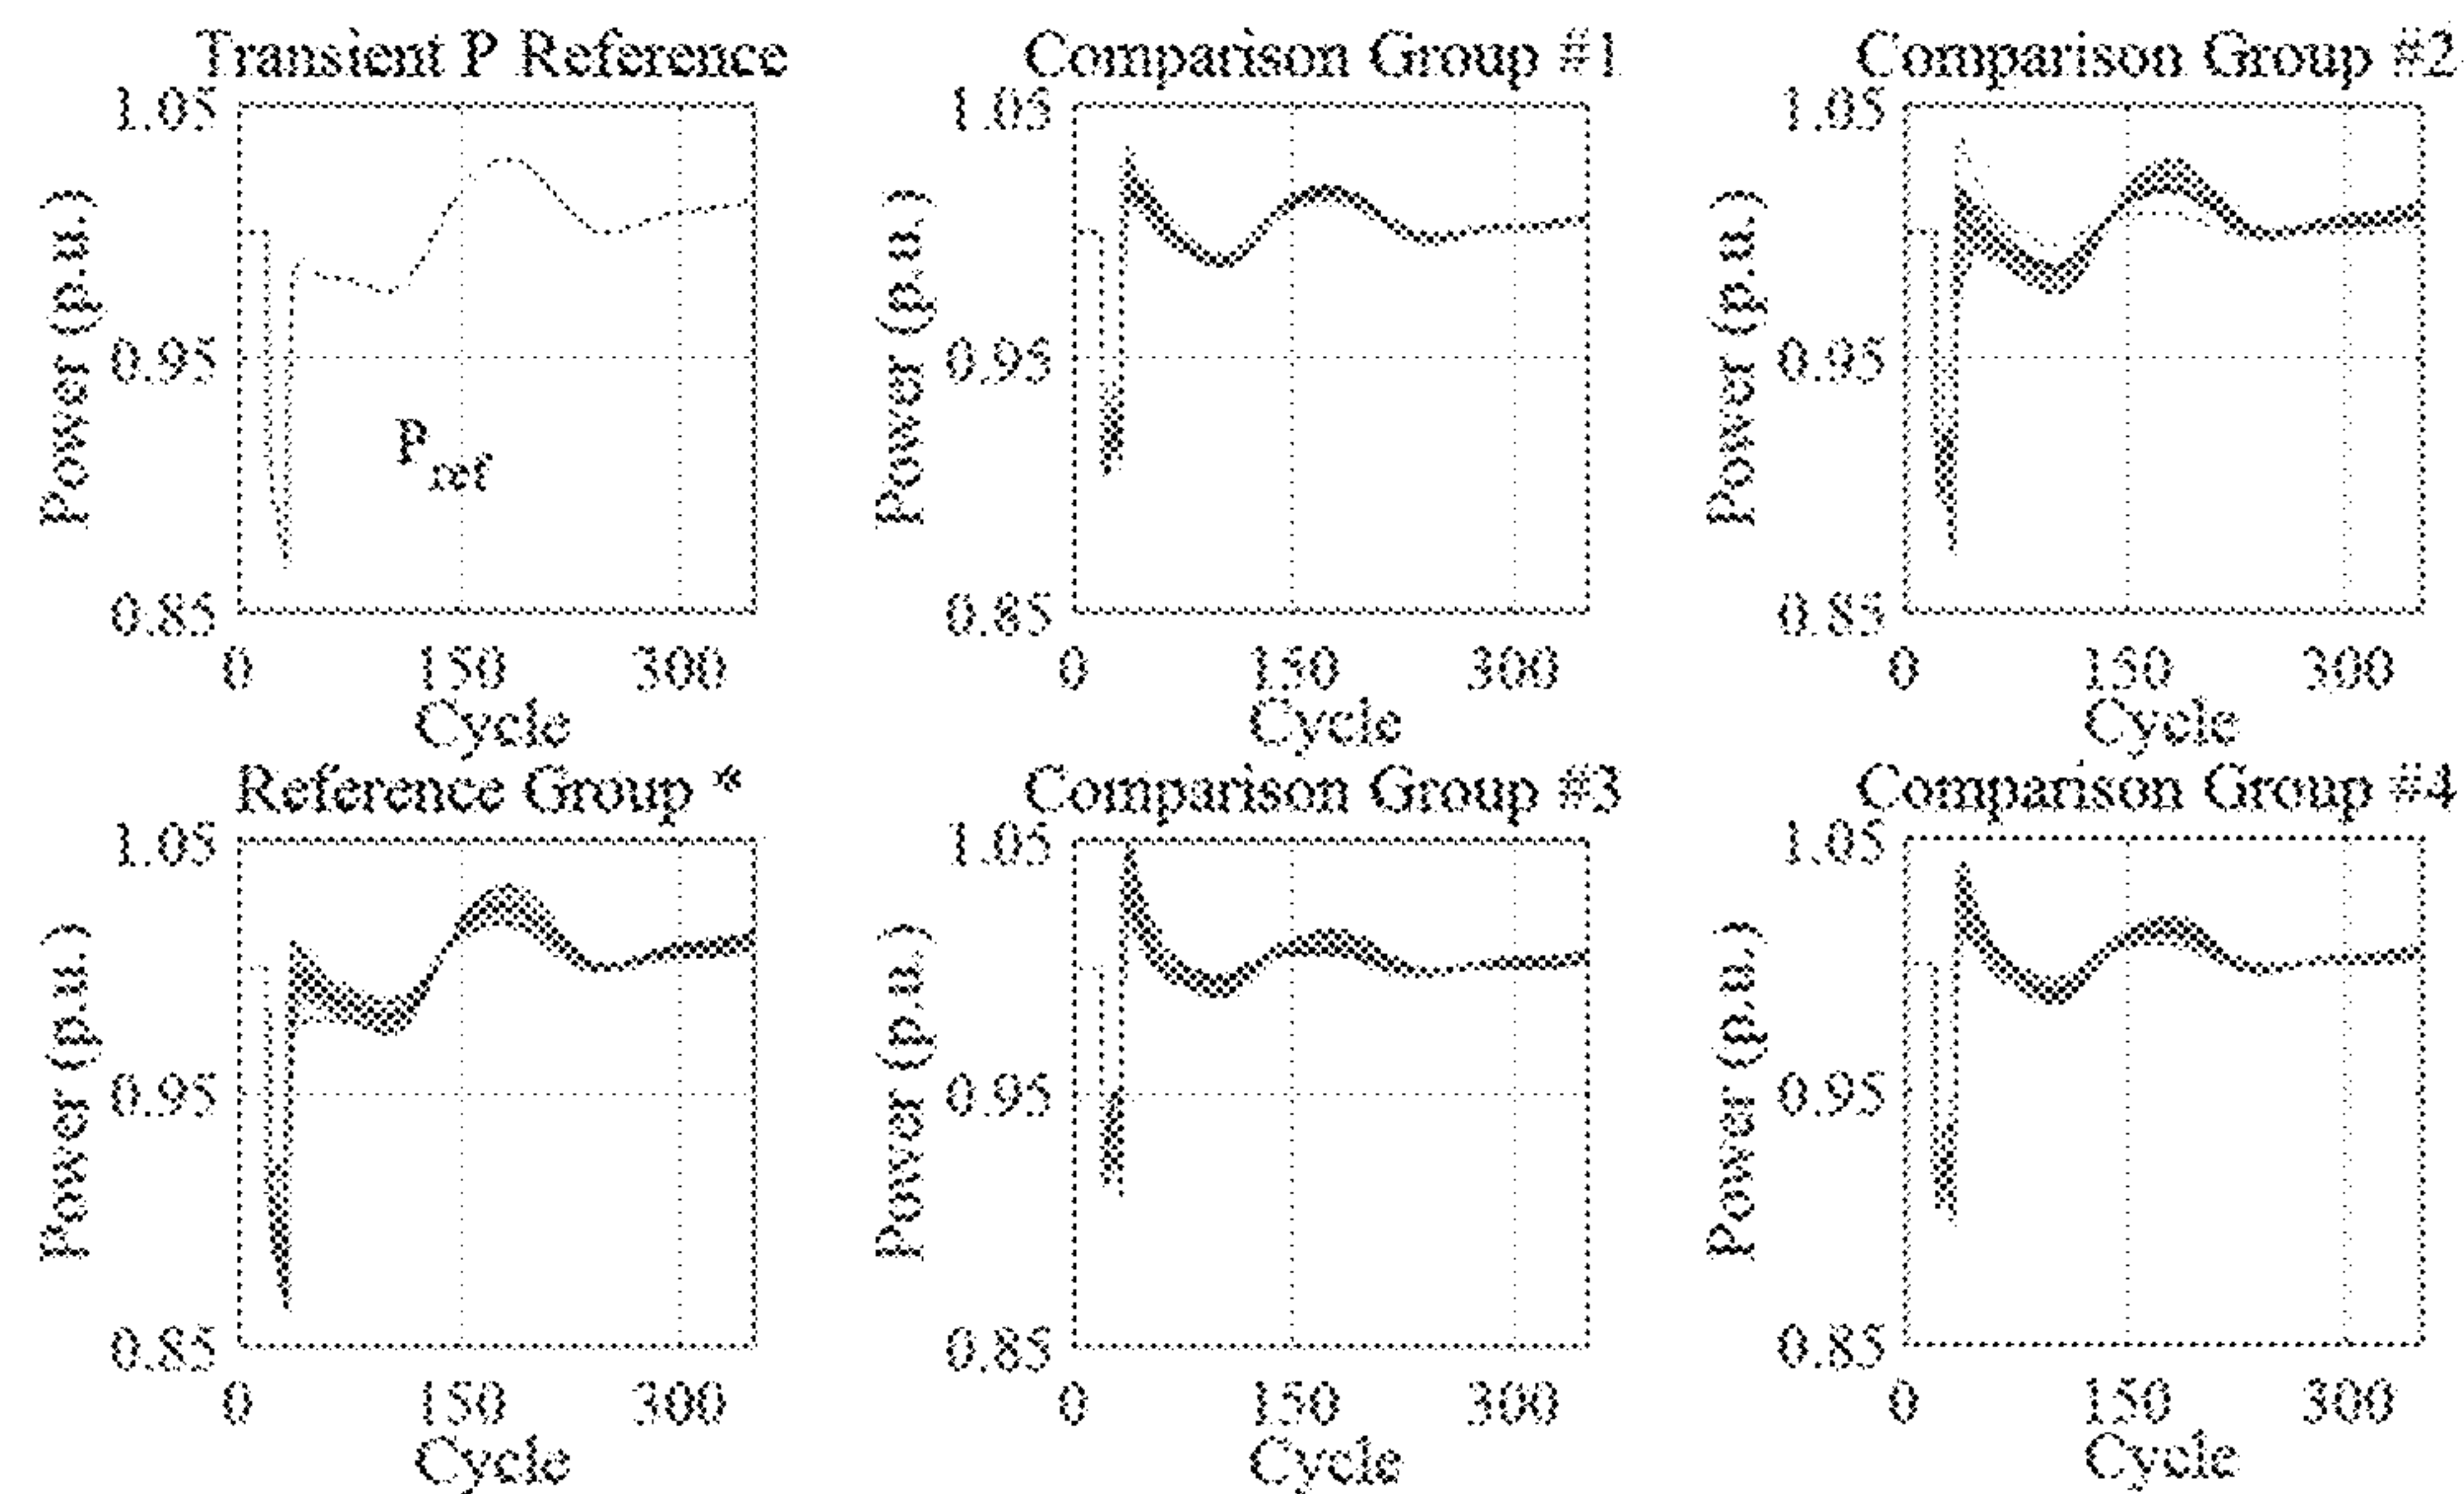 Transient P Reference
1.05
0.95
0.85
Power (p.u.)
P ref
0 150 300
Cycle
Comparison Group #1
1.05
0.95
0.85
Power (p.u.)
0 150 300
Cycle
Comparison Group #2
1.05
0.95
0.85
Power (p.u.)
0 150 300
Cycle
Reference Group *
1.05
0.95
0.85
Power (p.u.)
0 150 300
Cycle
Comparison Group #3
1.05
0.95
0.85
Power (p.u.)
0 150 300
Cycle
Comparison Group #4
1.05
0.95
0.85
Power (p.u.)
0 150 300
Cycle